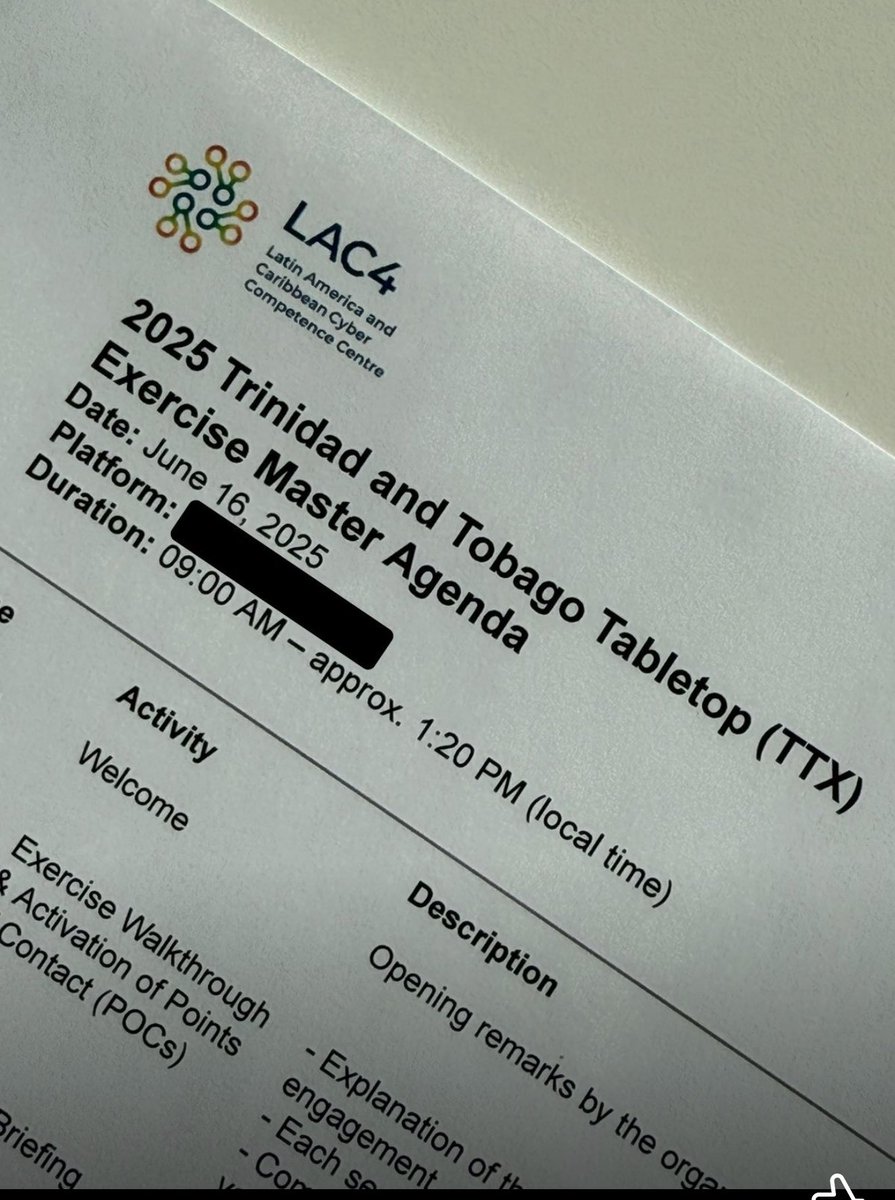 LAC4
Latin America and
Caribbean Cyber
Competence Centre
2025 Trinidad and Tobago Tabletop (TTX)
Exercise Master Agenda
Date: June 16, 2025
Platform:
Duration: 09:00 AM – approx. 1:20 PM (local time)
Activity
Description
Welcome
Opening remarks by the
Exercise Walkthrough
& Activation of Points
Contact (POCs)
- Explanation of
engagement
- Each
Briefing